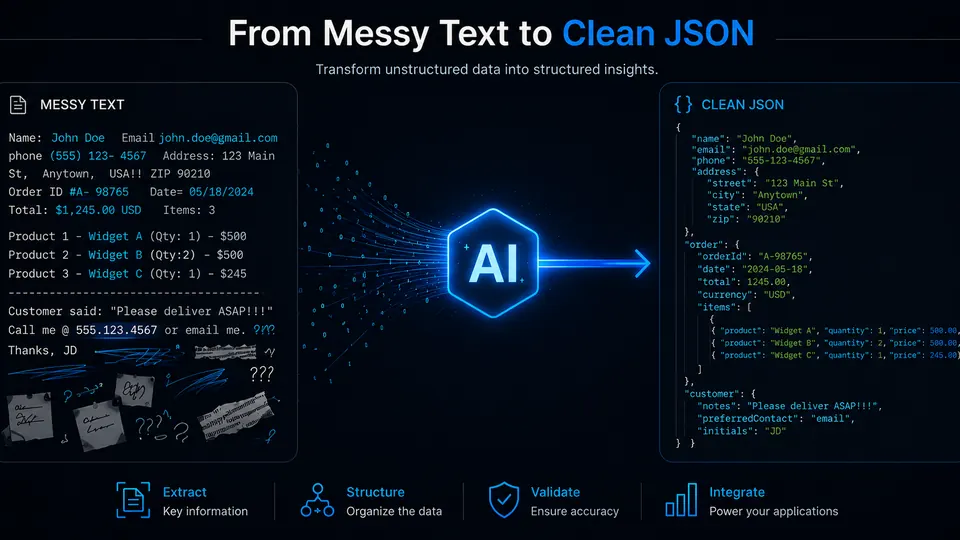 From Messy Text to Clean JSON
Transform unstructured data into structured insights.
MESSY TEXT
Name: John Doe Email john.doe@gmail.com
phone (555) 123- 4567 Address: 123 Main
St, Anytown, USA!! ZIP 90210
Order ID #A- 98765 Date= 05/18/2024
Total: $1,245.00 USD Items: 3
Product 1 - Widget A (Qty: 1) - $500
Product 2 - Widget B (Qty:2) - $500
Product 3 - Widget C (Qty: 1) - $245
------------------------------------
Customer said: "Please deliver ASAP!!!"
Call me @ 555.123.4567 or email me. ?!?!
Thanks, JD
???
AI
{} CLEAN JSON
{
"name": "John Doe",
"email": "john.doe@gmail.com",
"phone": "555-123-4567",
"address": {
"street": "123 Main St",
"city": "Anytown",
"state": "USA",
"zip": "90210"
},
"order": {
"orderId": "A-98765",
"date": "2024-05-18",
"total": 1245.00,
"currency": "USD",
"items": [
{
{ "product": "Widget A", "quantity": 1, "price": 500.00,
{ "product": "Widget B", "quantity": 2, "price": 500.00,
{ "product": "Widget C", "quantity": 1, "price": 245.00}
]
},
"customer": {
"notes": "Please deliver ASAP!!!",
"preferredContact": "email",
"initials": "JD"
} }
Extract
Key information
Structure
Organize the data
Validate
Ensure accuracy
Integrate
Power your applications